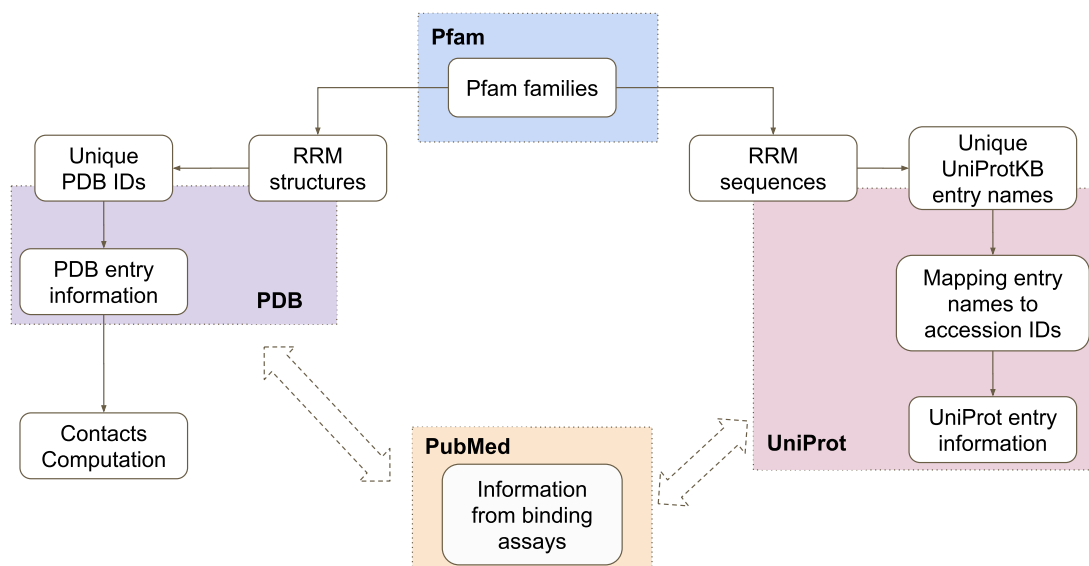 Pfam
Pfam families
Unique
PDB IDs
RRM
structures
RRM
sequences
Unique
UniProtKB
entry names
PDB entry
information
PDB
Mapping entry
names to
accession IDs
Contacts
Computation
PubMed
Information
from binding
assays
UniProt
UniProt entry
information